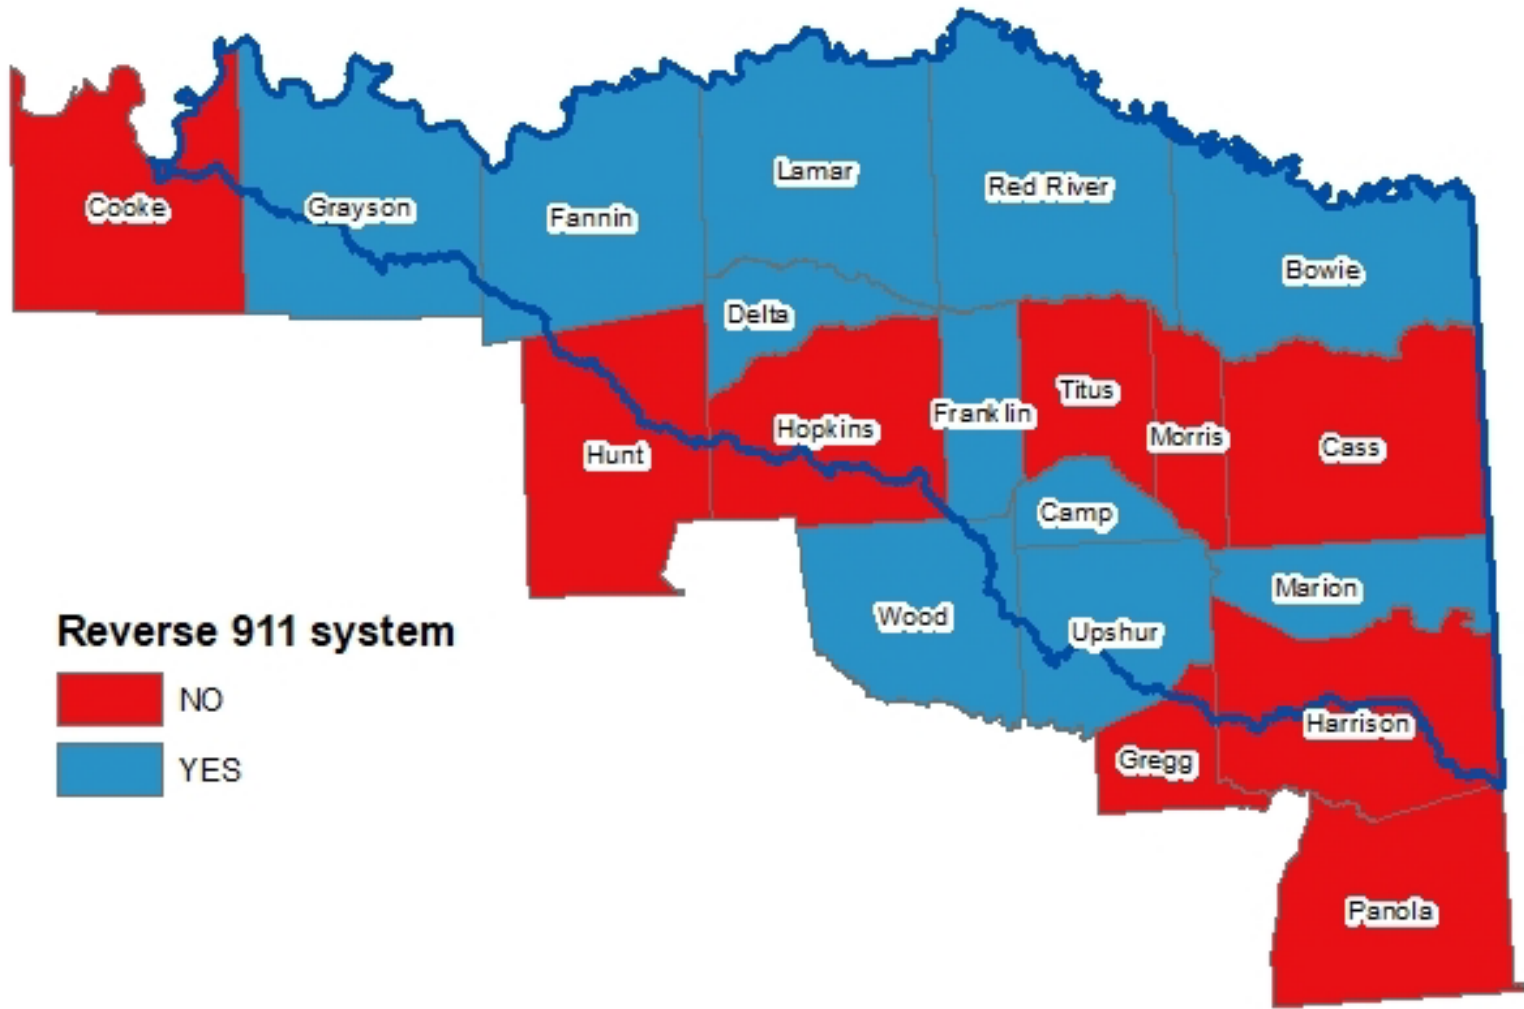 Lamar
Red River
Cooke
Grayson
Fannin
Bowie
Delta
Titus
Franklin
Hopkins
Morris
Cass
Hunt
Camp
Marion
Wood
Upshur
Harrison
Gregg
Panola
Reverse 911 system
NO
YES